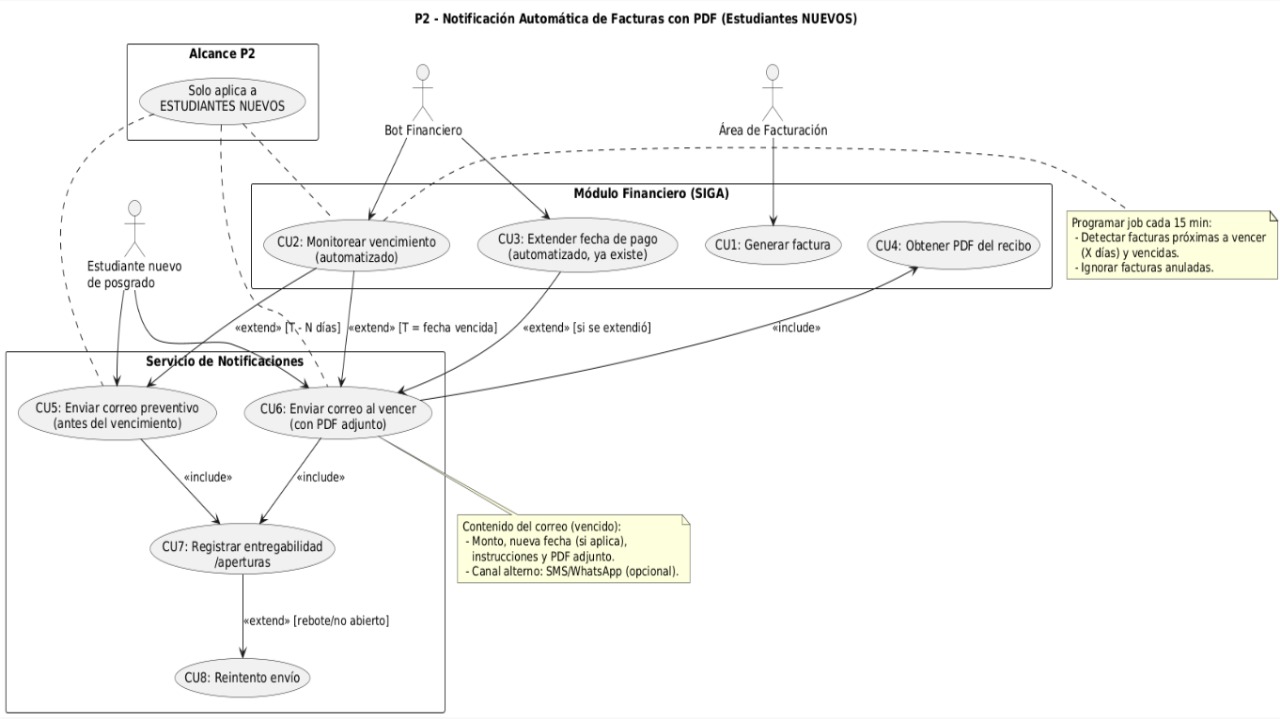 P2 - Notificación Automática de Facturas con PDF (Estudiantes NUEVOS)
Alcance P2
Solo aplica a
ESTUDIANTES NUEVOS
Bot Financiero
Área de Facturación
Módulo Financiero (SIGA)
CU2: Monitorear vencimiento
(automatizado)
CU3: Extender fecha de pago
(automatizado, ya existe)
CU1: Generar factura
CU4: Obtener PDF del recibo
Programar job cada 15 min:
- Detectar facturas próximas a vencer
(X días) y vencidas.
- Ignorar facturas anuladas.
Estudiante nuevo
de posgrado
«extend» [T - N días]
«extend» [T = fecha vencida]
«extend» [si se extendió]
«include»
Servicio de Notificaciones
CU5: Enviar correo preventivo
(antes del vencimiento)
CU6: Enviar correo al vencer
(con PDF adjunto)
«include»
«include»
Contenido del correo (vencido):
- Monto, nueva fecha (si aplica),
instrucciones y PDF adjunto.
- Canal alterno: SMS/WhatsApp (opcional).
CU7: Registrar entregabilidad
/aperturas
«extend» [rebote/no abierto]
CU8: Reintento envío